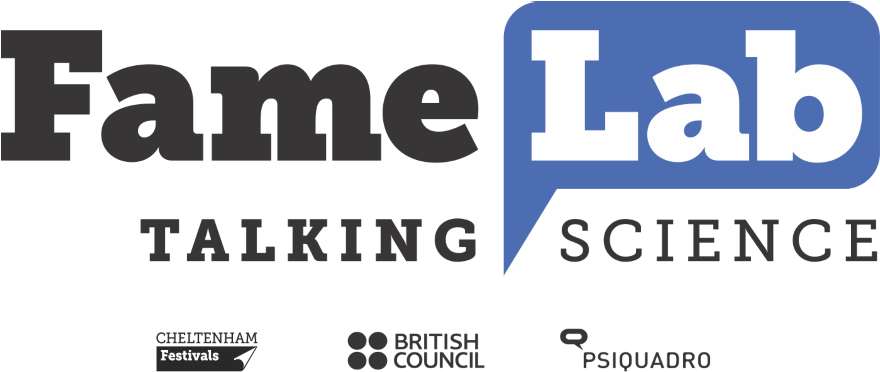 Fame Lab
TALKING SCIENCE
CHELTENHAM
Festivals
BRITISH
COUNCIL
PSIQUADRO